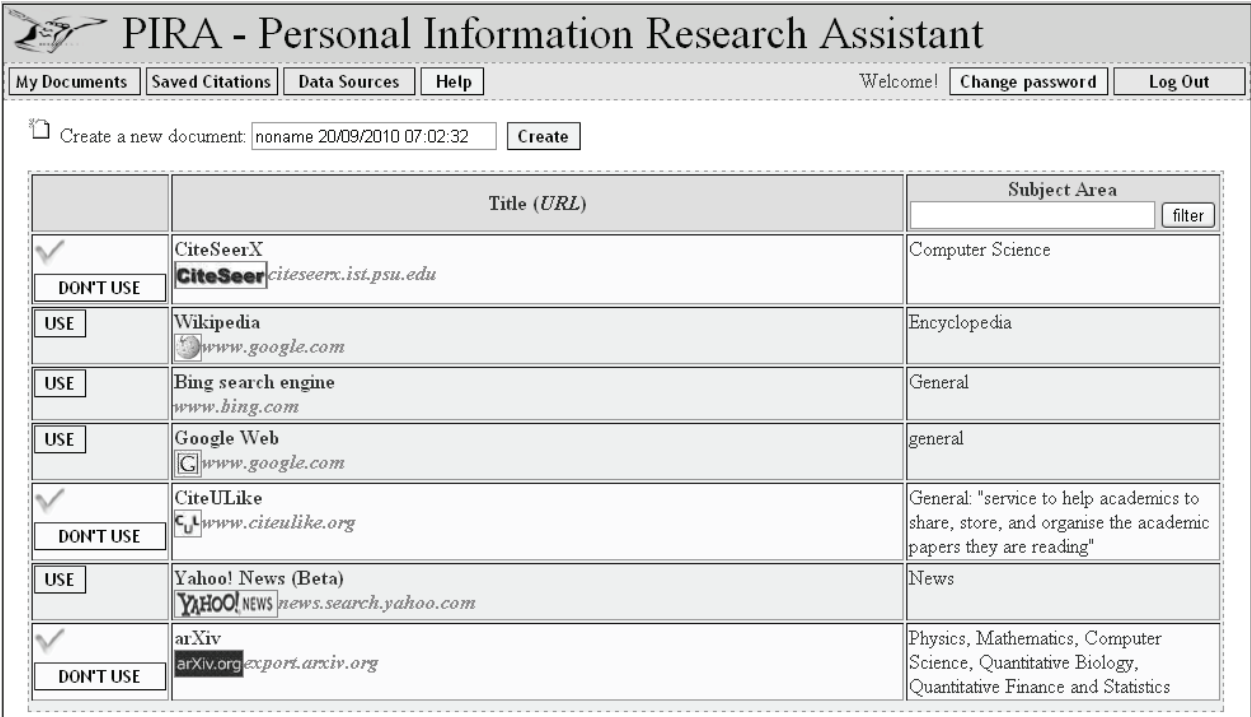 PIRA - Personal Information Research Assistant
My Documents Saved Citations Data Sources Help Welcome! Change password Log Out
Create a new document: noname 20/09/2010 07:02:32 Create
Title (URL)
Subject Area
filter
DON'T USE
CiteSeerX
CiteSeer citeseerx.ist.psu.edu
Computer Science
USE
Wikipedia
www.google.com
Encyclopedia
USE
Bing search engine
www.bing.com
General
USE
Google Web
G www.google.com
general
DON'T USE
CiteULike
CUL www.citeulike.org
General: "service to help academics to
share, store, and organise the academic
papers they are reading"
USE
Yahoo! News (Beta)
YAHOO! NEWS news.search.yahoo.com
News
DON'T USE
arXiv
arXiv.org export.arxiv.org
Physics, Mathematics, Computer
Science, Quantitative Biology,
Quantitative Finance and Statistics